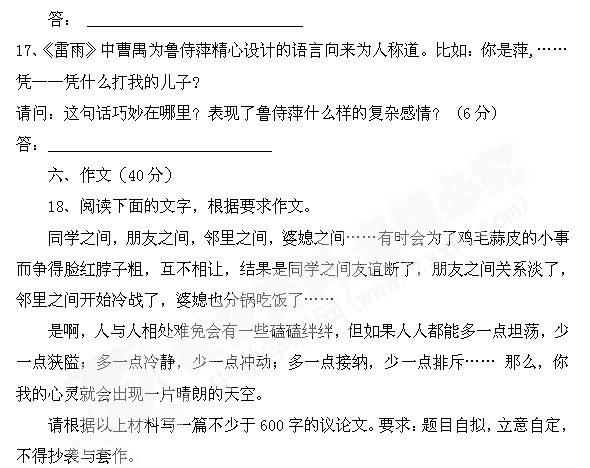 答：
17、《雷雨》中曹禺为鲁侍萍精心设计的语言向来为人称道。比如：你是萍,……
凭——凭什么打我的儿子？
请问：这句话巧妙在哪里？表现了鲁侍萍什么样的复杂感情？（6分）
答：
六、作文（40分）
18、阅读下面的文字，根据要求作文。
同学之间，朋友之间，邻里之间，婆媳之间……有时会为了鸡毛蒜皮的小事
而争得脸红脖子粗，互不相让，结果是同学之间友谊断了，朋友之间关系淡了，
邻里之间开始冷战了，婆媳也分锅吃饭了……
是啊，人与人相处难免会有一些磕磕绊绊，但如果人人都能多一点坦荡，少
一点狭隘；多一点冷静，少一点冲动；多一点接纳，少一点排斥…… 那么，你
我的心灵就会出现一片晴朗的天空。
请根据以上材料写一篇不少于600字的议论文。要求：题目自拟，立意自定，
不得抄袭与套作。